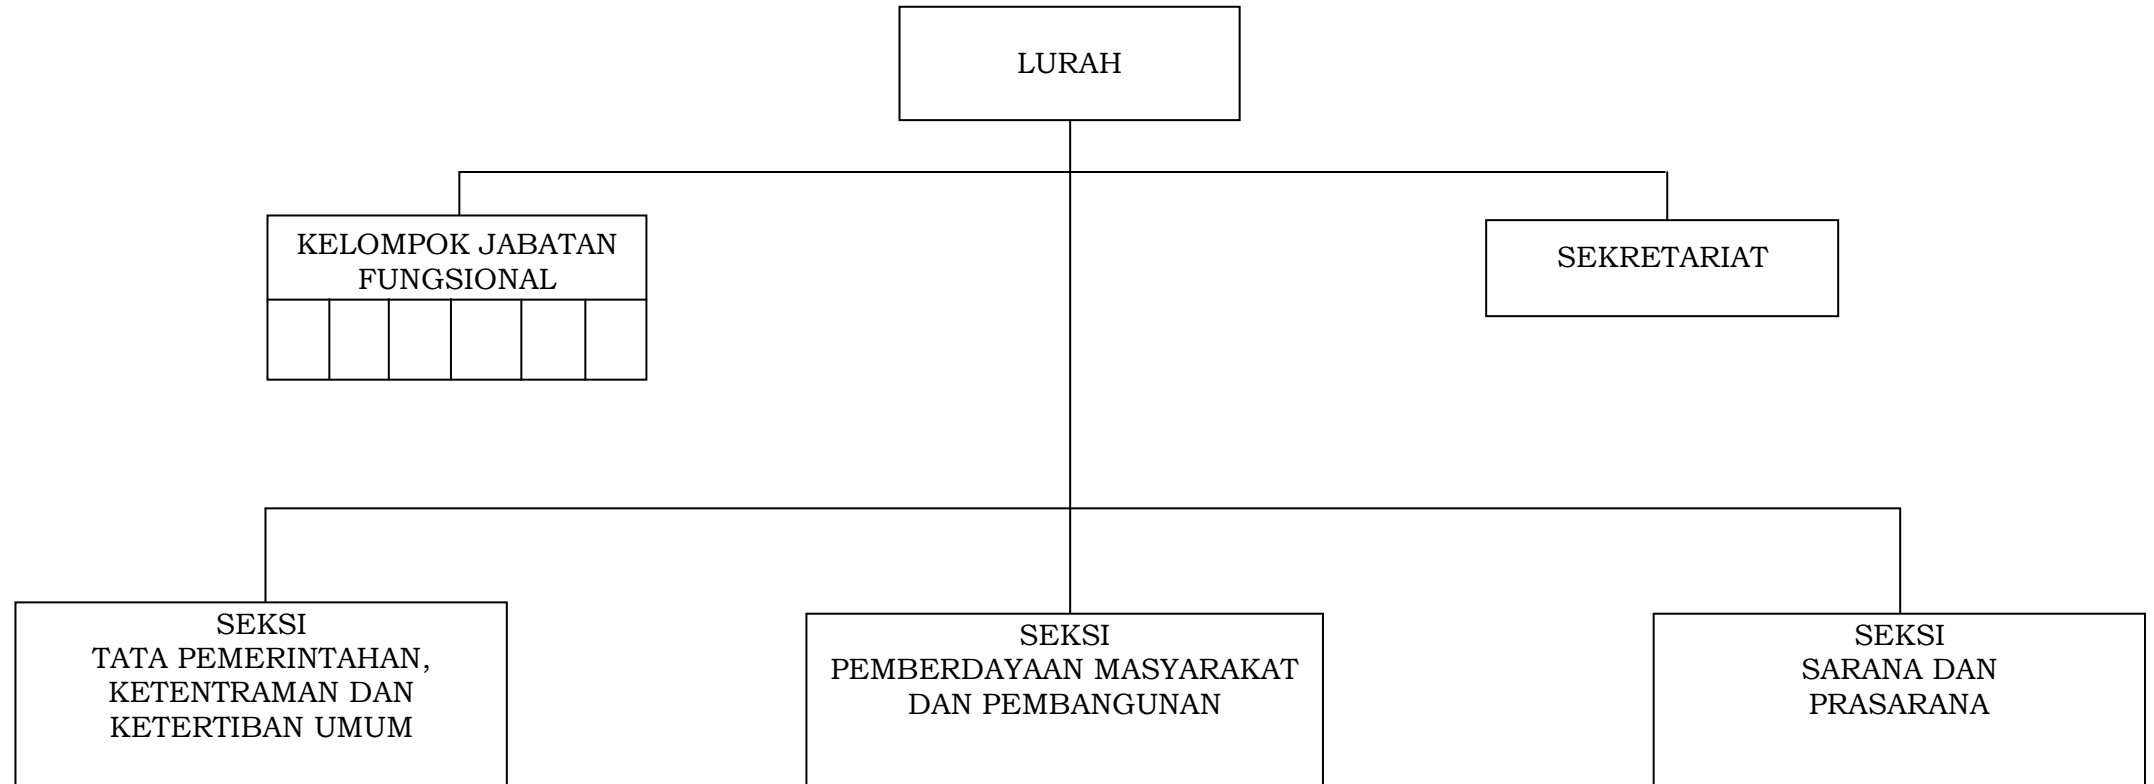 LURAH
KELOMPOK JABATAN
FUNGSIONAL
SEKRETARIAT
SEKSI
TATA PEMERINTAHAN,
KETENTRAMAN DAN
KETERTIBAN UMUM
SEKSI
PEMBERDAYAAN MASYARAKAT
DAN PEMBANGUNAN
SEKSI
SARANA DAN
PRASARANA